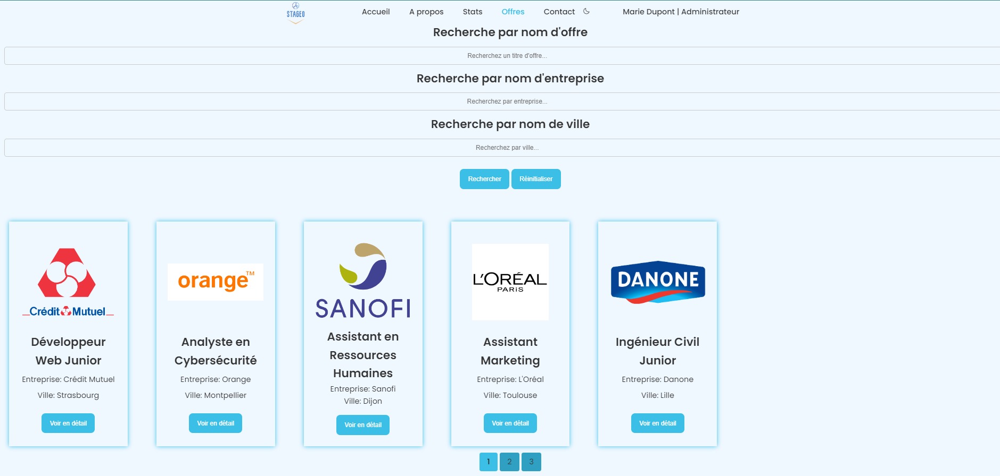 STAGEO
Accueil
A propos
Stats
Offres
Contact
Marie Dupont | Administrateur
Recherche par nom d'offre
Recherchez un titre d'offre...
Recherche par nom d'entreprise
Recherchez par entreprise...
Recherche par nom de ville
Recherchez par ville...
Rechercher
Réinitialiser
Crédit Mutuel
Développeur
Web Junior
Entreprise: Crédit Mutuel
Ville: Strasbourg
Voir en détail
orange™
Analyste en
Cybersécurité
Entreprise: Orange
Ville: Montpellier
Voir en détail
SANOFI
Assistant en
Ressources
Humaines
Entreprise: Sanofi
Ville: Dijon
Voir en détail
L'ORÉAL
PARiS
Assistant
Marketing
Entreprise: L'Oréal
Ville: Toulouse
Voir en détail
DANONE
Ingénieur Civil
Junior
Entreprise: Danone
Ville: Lille
Voir en détail
1
2
3